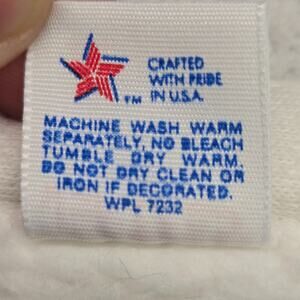 CRAFTED
WITH PRIDE
™ IN U.S.A.
MACHINE WASH WARM
SEPARATELY, NO BLEACH
TUMBLE DRY WARM.
DO NOT DRY CLEAN OR
IRON IF DECORATED.
WPL 7232